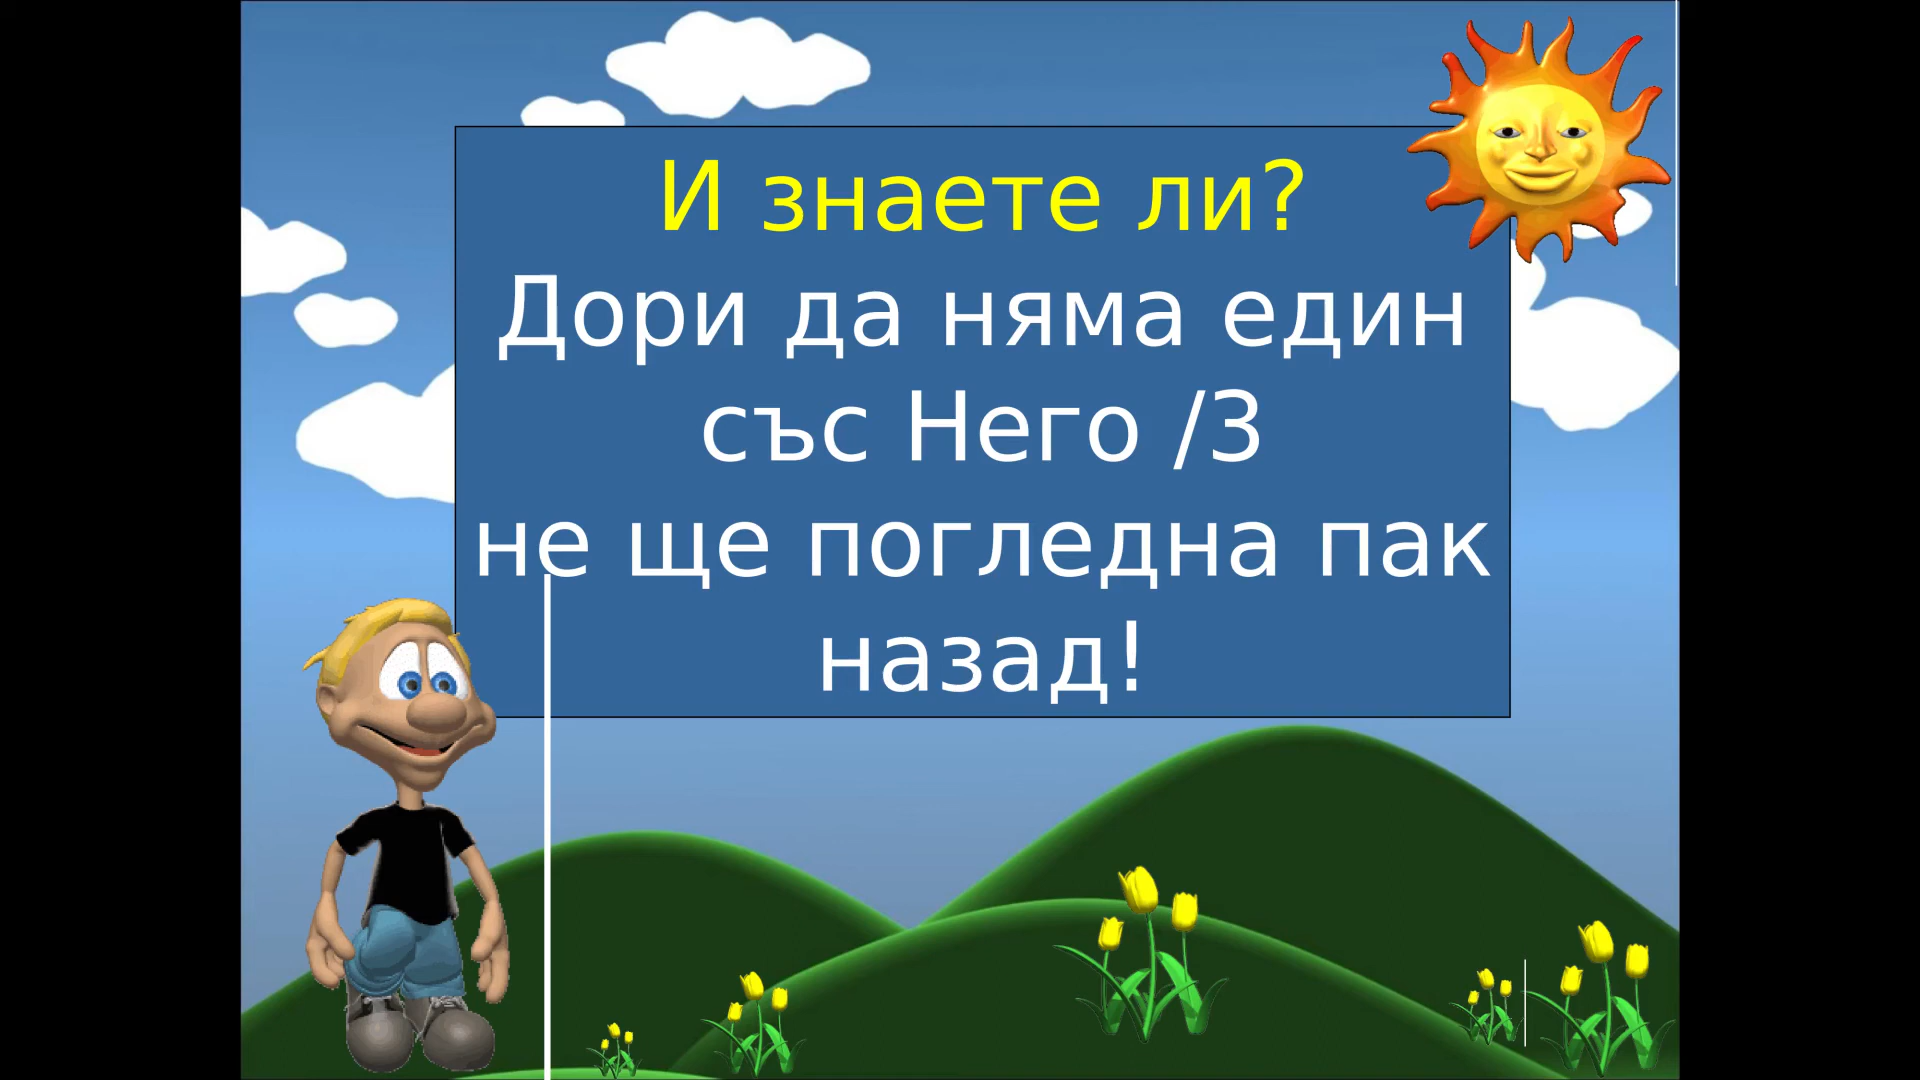 И знаете ли?
Дори да няма един
със Него /3
не ще погледна пак
назад!